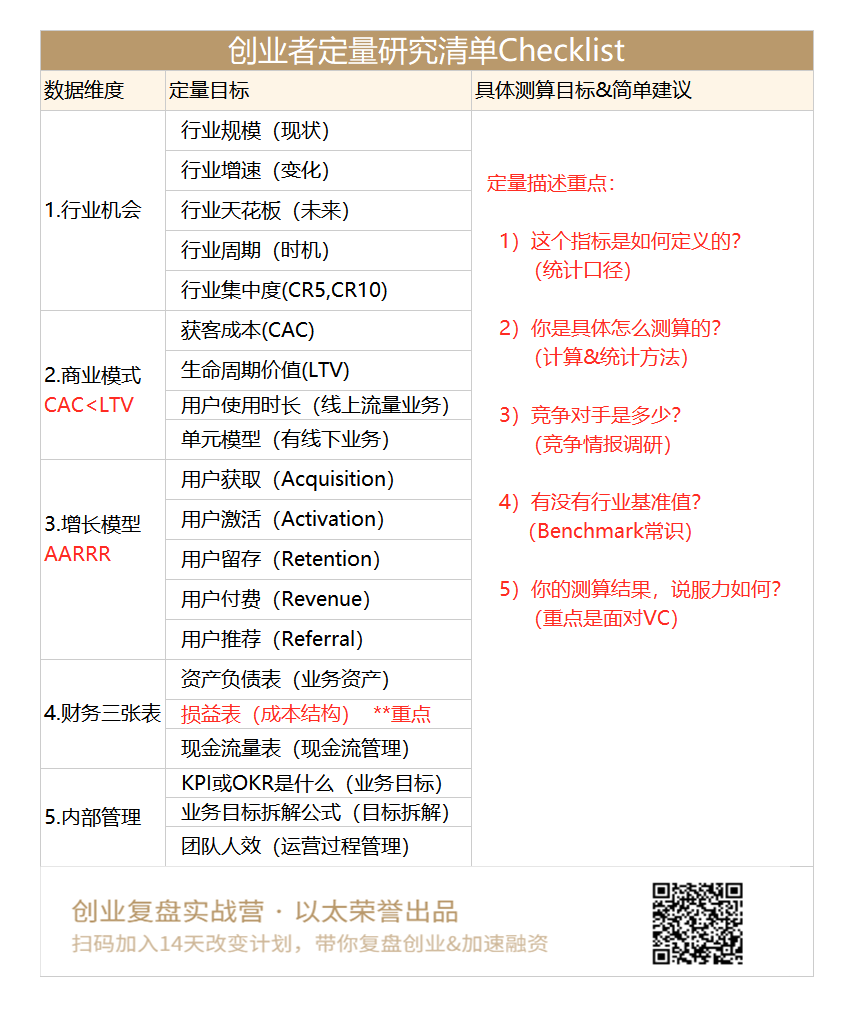 创业者定量研究清单Checklist
数据维度 定量目标 具体测算目标&简单建议
1.行业机会
行业规模（现状）
行业增速（变化）
行业天花板（未来）
行业周期（时机）
行业集中度(CR5,CR10)
2.商业模式
CAC<LTV
获客成本(CAC)
生命周期价值(LTV)
用户使用时长（线上流量业务）
单元模型（有线下业务）
3.增长模型
AARRR
用户获取（Acquisition）
用户激活（Activation）
用户留存（Retention）
用户付费（Revenue）
用户推荐（Referral）
4.财务三张表
资产负债表（业务资产）
损益表（成本结构） **重点
现金流量表（现金流管理）
5.内部管理
KPI或OKR是什么（业务目标）
业务目标拆解公式（目标拆解）
团队人效（运营过程管理）
定量描述重点：
1）这个指标是如何定义的？
（统计口径）
2）你是具体怎么测算的？
（计算&统计方法）
3）竞争对手是多少？
（竞争情报调研）
4）有没有行业基准值？
（Benchmark常识）
5）你的测算结果，说服力如何？
（重点是面对VC）
创业复盘实战营 · 以太荣誉出品
扫码加入14天改变计划，带你复盘创业&加速融资